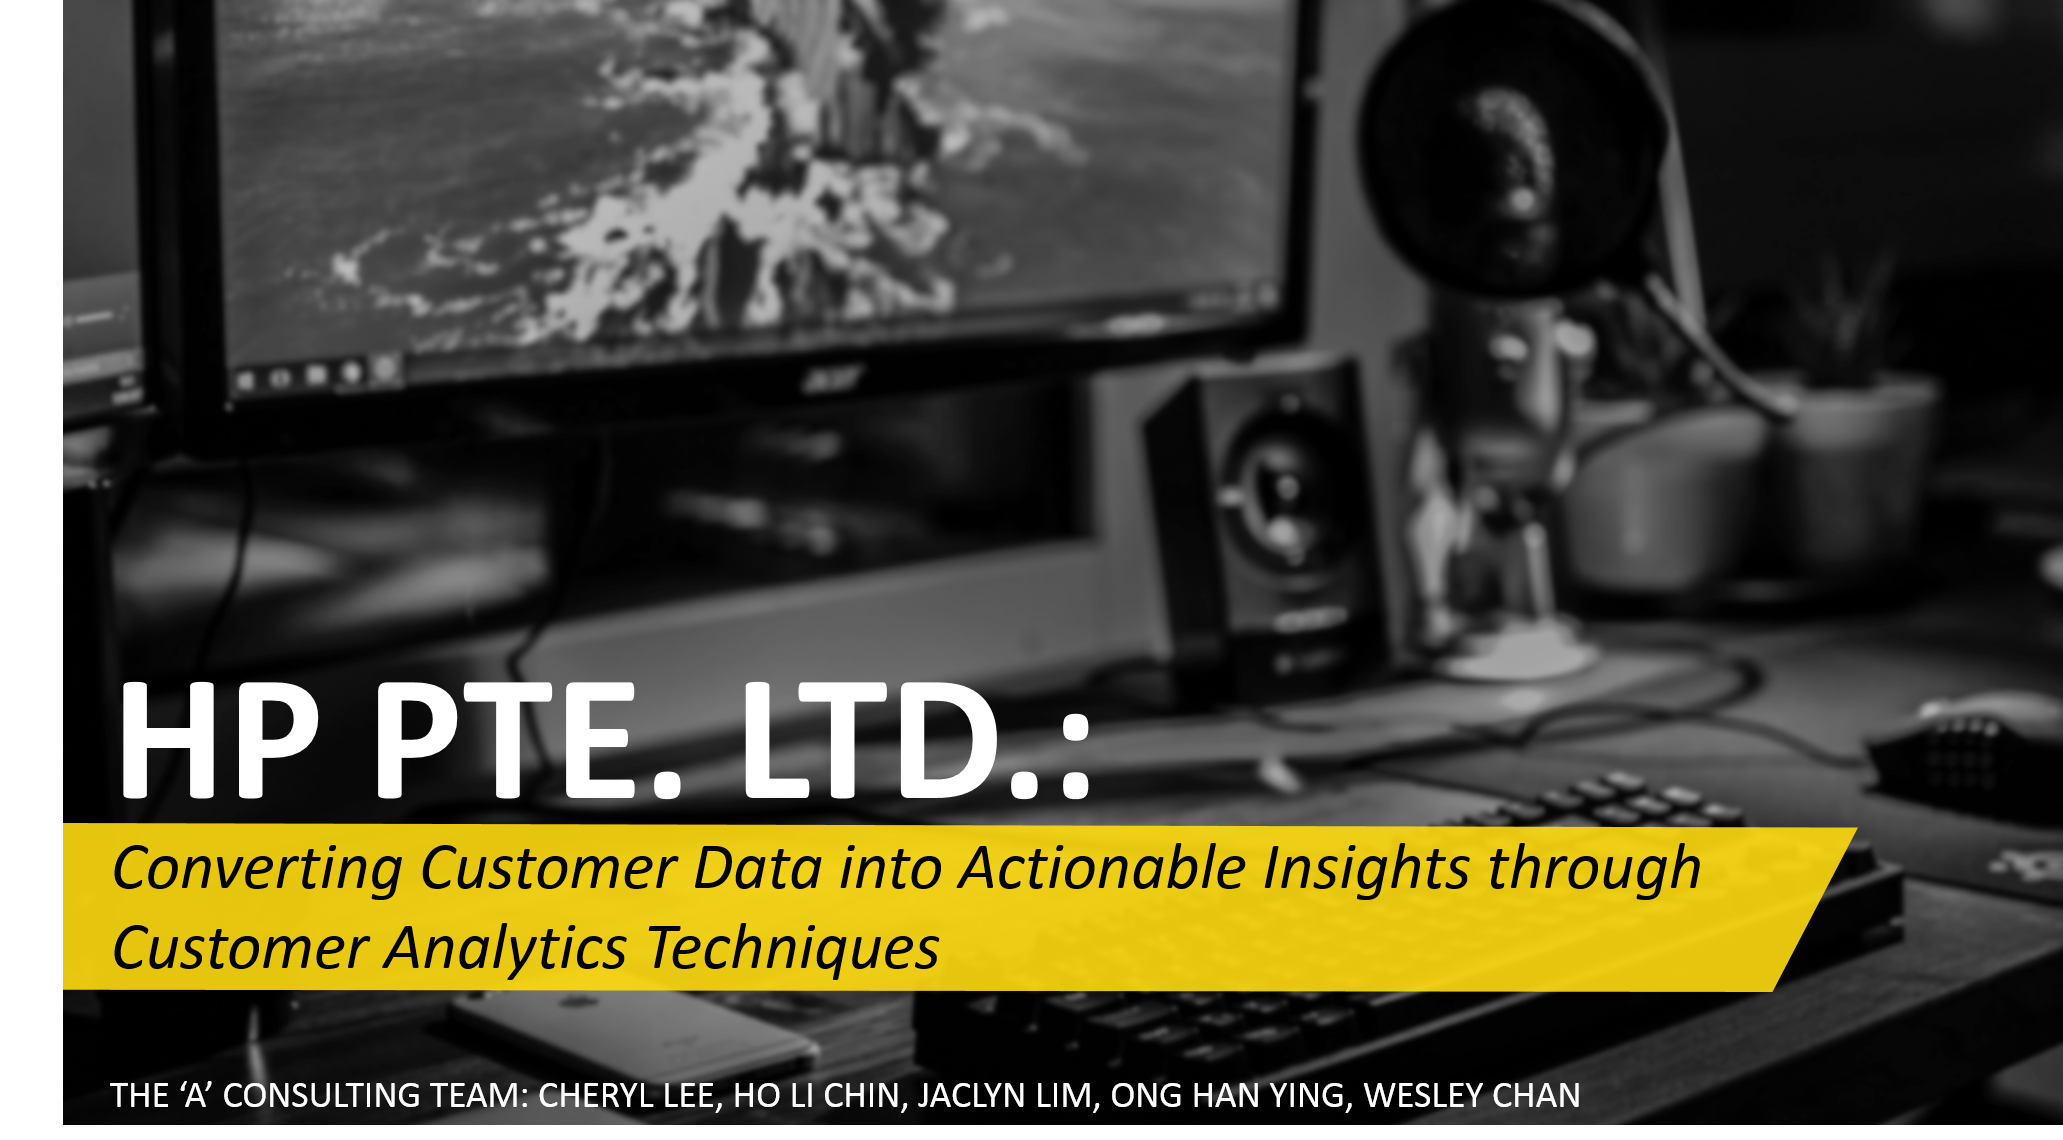 acer
HP PTE. LTD.:
Converting Customer Data into Actionable Insights through
Customer Analytics Techniques
THE ‘A’ CONSULTING TEAM: CHERYL LEE, HO LI CHIN, JACLYN LIM, ONG HAN YING, WESLEY CHAN